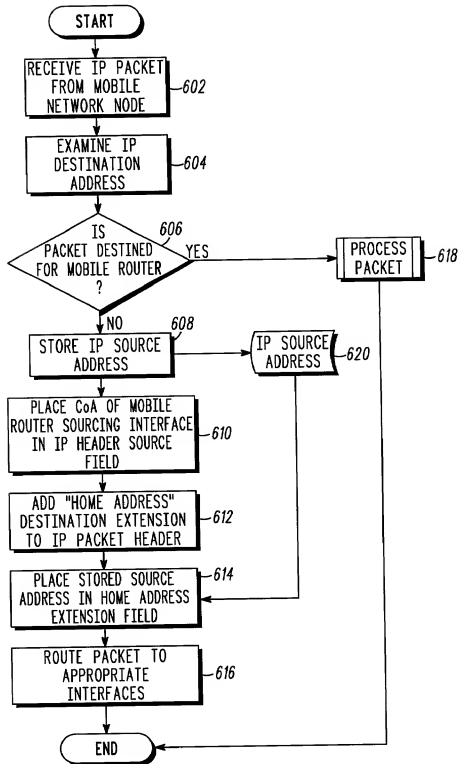 START
RECEIVE IP PACKET
FROM MOBILE
NETWORK NODE
602
EXAMINE IP
DESTINATION
ADDRESS
604
IS
PACKET DESTINED
FOR MOBILE ROUTER
?
606
YES
PROCESS
PACKET
618
NO
608
STORE IP SOURCE
ADDRESS
IP SOURCE
ADDRESS
620
PLACE CoA OF MOBILE
ROUTER SOURCING INTERFACE
IN IP HEADER SOURCE
FIELD
610
ADD "HOME ADDRESS"
DESTINATION EXTENSION
TO IP PACKET HEADER
612
614
PLACE STORED SOURCE
ADDRESS IN HOME ADDRESS
EXTENSION FIELD
ROUTE PACKET TO
APPROPRIATE
INTERFACES
616
END